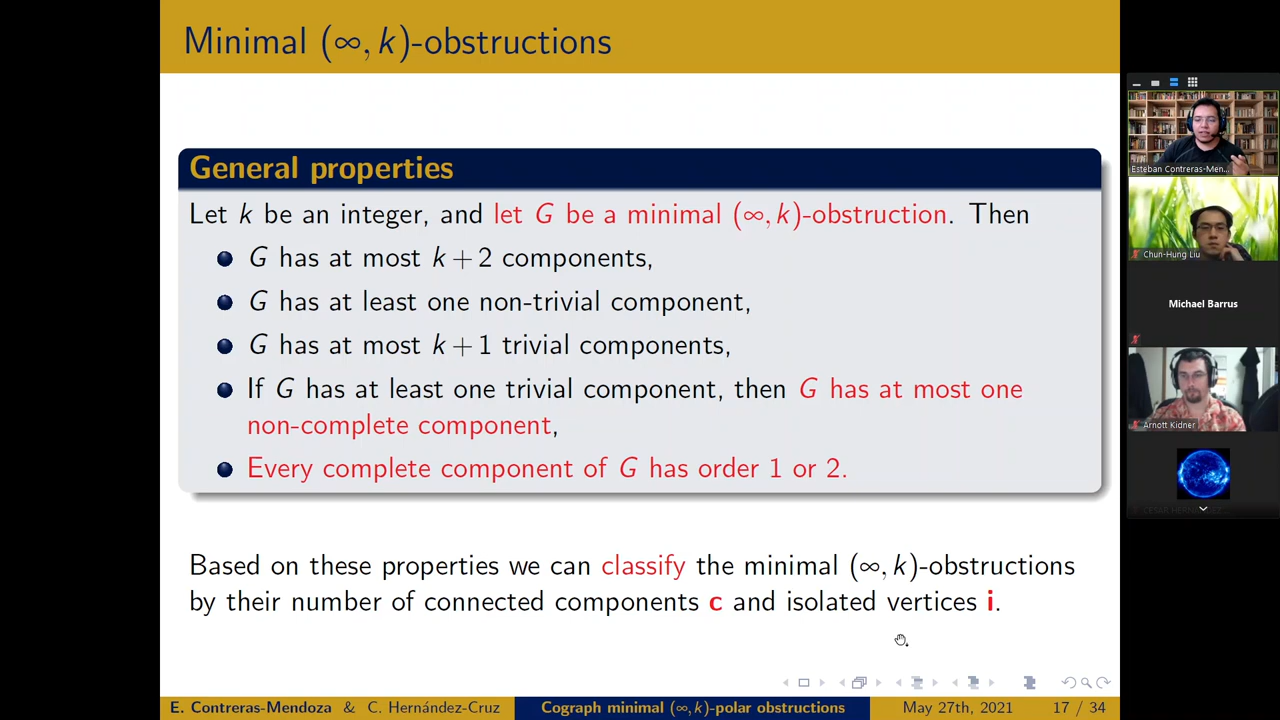 Minimal (∞, k)-obstructions
General properties
Let k be an integer, and let G be a minimal (∞, k)-obstruction. Then
G has at most k + 2 components,
G has at least one non-trivial component,
G has at most k + 1 trivial components,
If G has at least one trivial component, then G has at most one
non-complete component,
Every complete component of G has order 1 or 2.
Based on these properties we can classify the minimal (∞, k)-obstructions
by their number of connected components c and isolated vertices i.
E. Contreras-Mendoza & C. Hernández-Cruz
Cograph minimal (∞, k)-polar obstructions
May 27th, 2021
17 / 34
Esteban Contreras-Men...
Chun-Hung Liu
Michael Barrus
Arnott Kidner